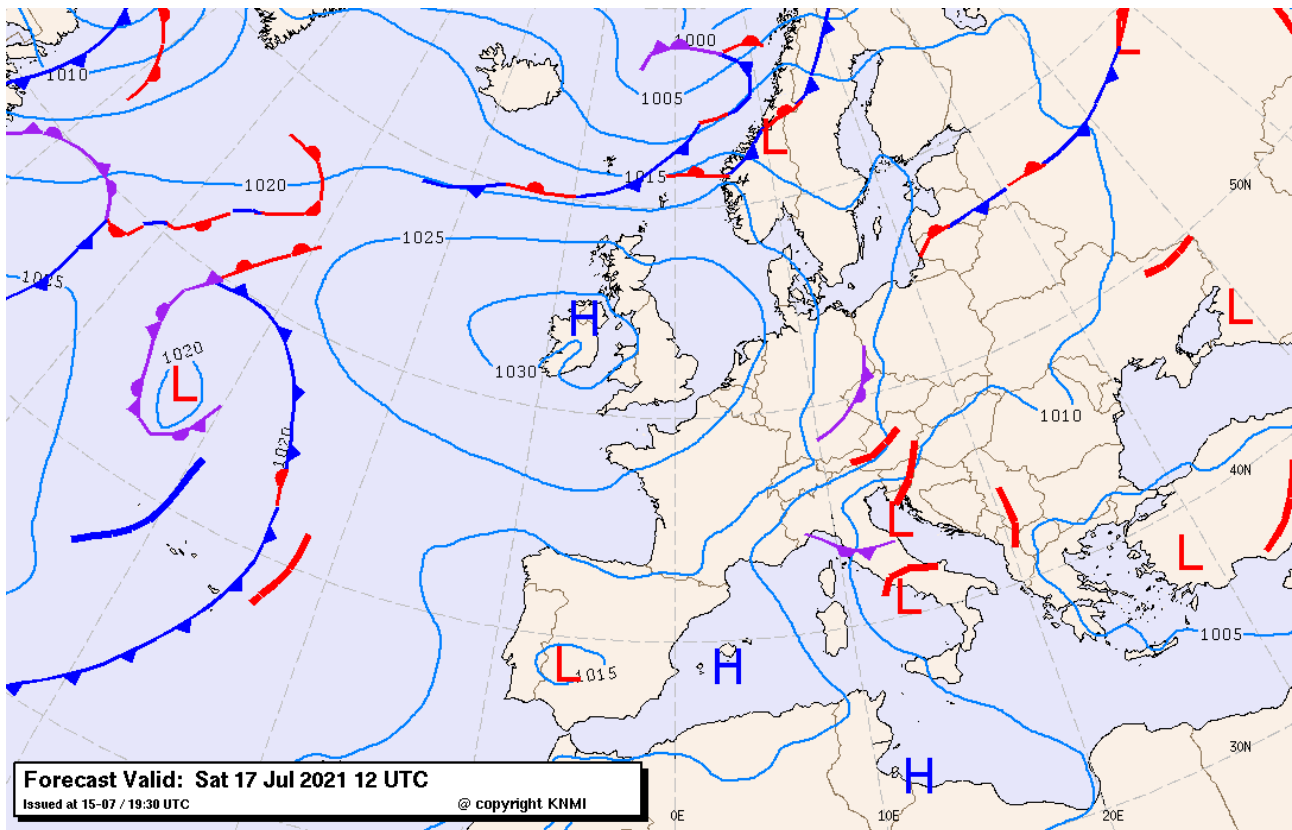 1000
L
1010
1005
L
1015
1020
50N
1025
1025
L
H
1020
L
1030
1010
1020
40N
L
L
L
1005
L
1015
H
30N
H
Forecast Valid: Sat 17 Jul 2021 12 UTC
Issued at 15-07 / 19:30 UTC @ copyright KNMI
0E 10E 20E